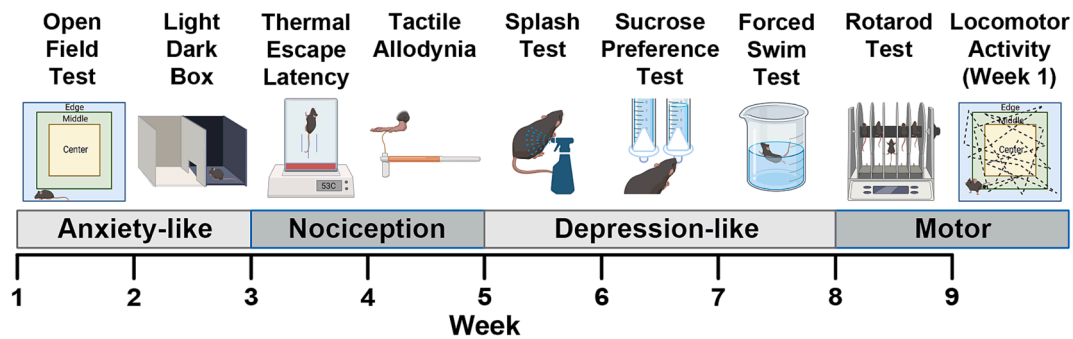 Open
Field
Test
Light
Dark
Box
Thermal
Escape
Latency
Tactile
Allodynia
Splash
Test
Sucrose
Preference
Test
Forced
Swim
Test
Rotarod
Test
Locomotor
Activity
(Week 1)
Edge
Middle
Center
53C
Edge
Middle
Center
Anxiety-like
Nociception
Depression-like
Motor
1 2 3 4 5 6 7 8 9
Week